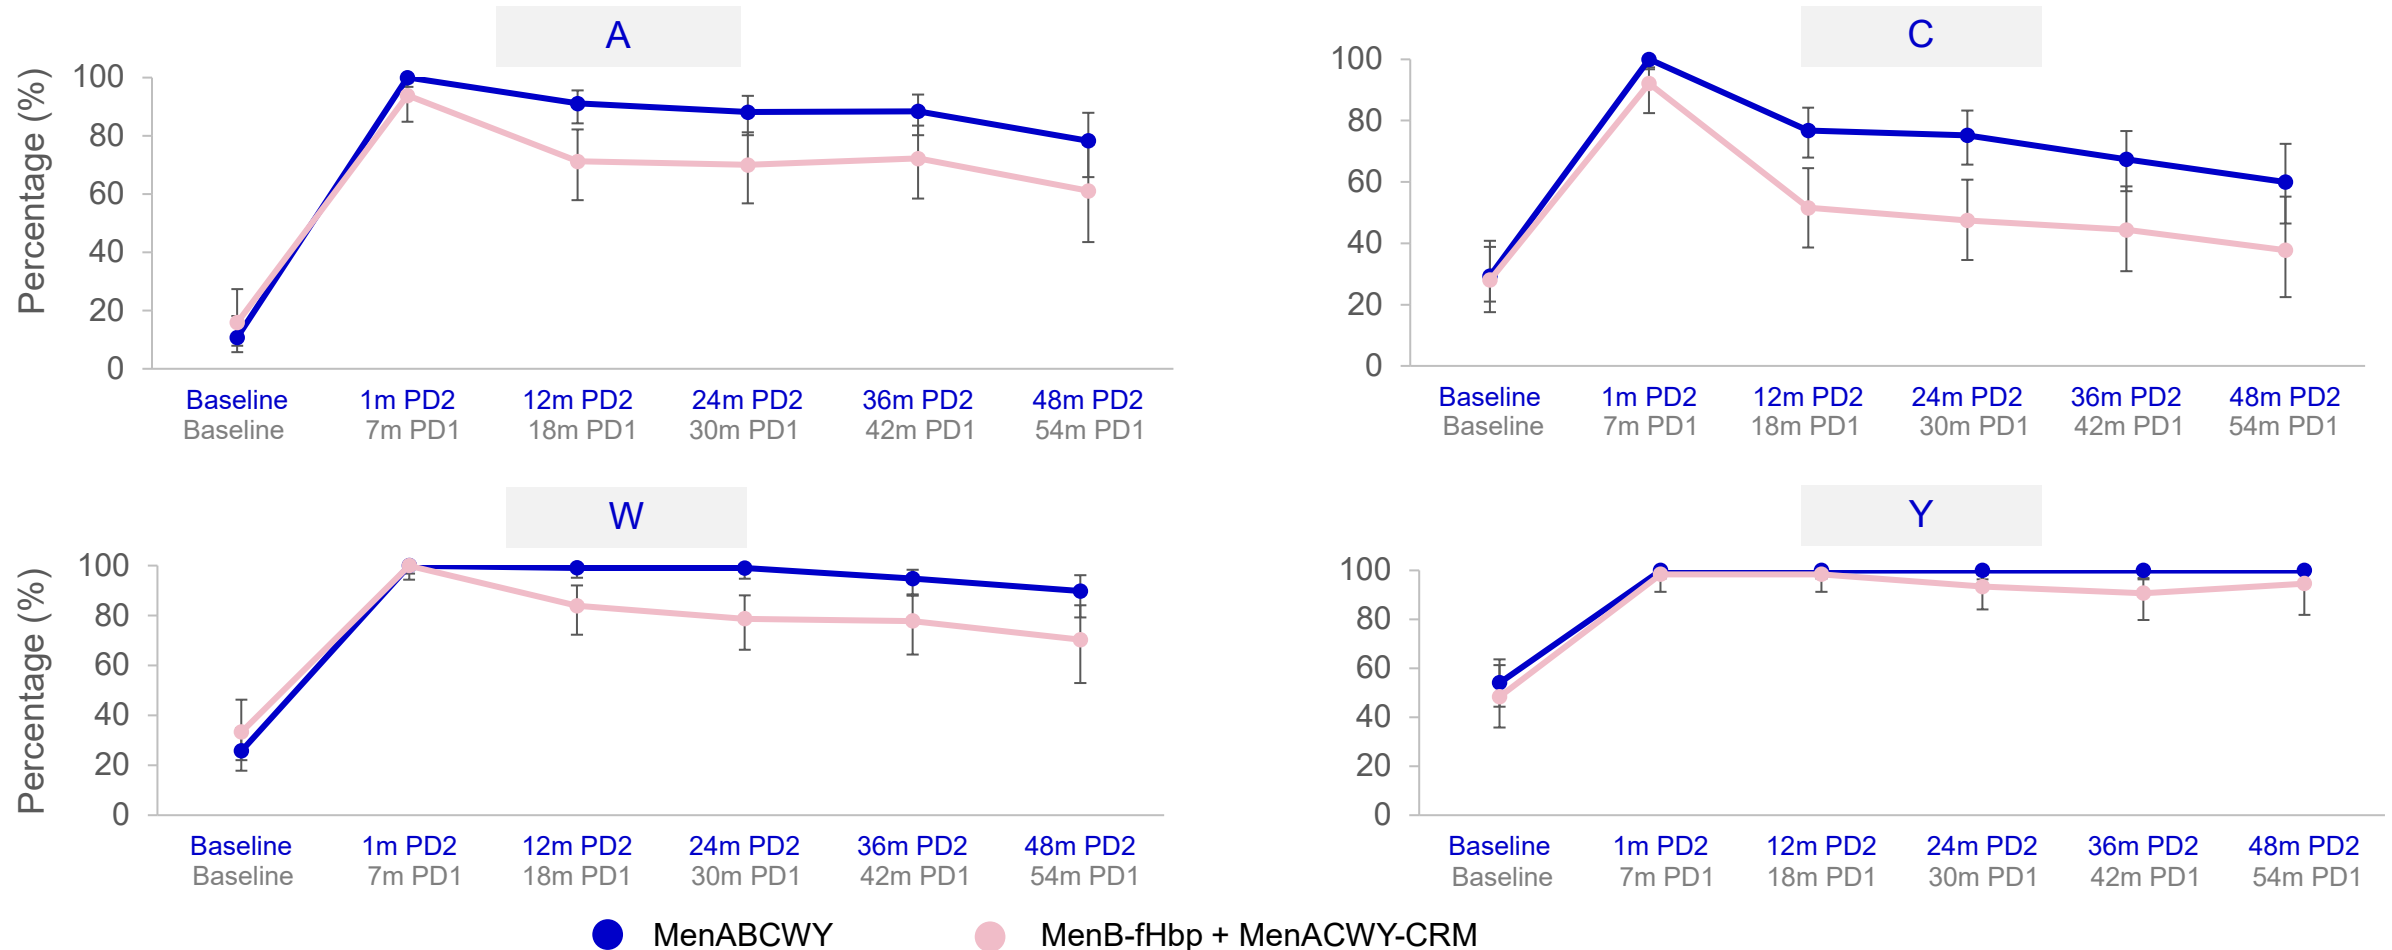 A
Percentage (%)
100
80
60
40
20
0
Baseline 1m PD2 12m PD2 24m PD2 36m PD2 48m PD2
Baseline 7m PD1 18m PD1 30m PD1 42m PD1 54m PD1
C
100
80
60
40
20
0
Baseline 1m PD2 12m PD2 24m PD2 36m PD2 48m PD2
Baseline 7m PD1 18m PD1 30m PD1 42m PD1 54m PD1
W
Percentage (%)
100
80
60
40
20
0
Baseline 1m PD2 12m PD2 24m PD2 36m PD2 48m PD2
Baseline 7m PD1 18m PD1 30m PD1 42m PD1 54m PD1
Y
100
80
60
40
20
0
Baseline 1m PD2 12m PD2 24m PD2 36m PD2 48m PD2
Baseline 7m PD1 18m PD1 30m PD1 42m PD1 54m PD1
MenABCWY MenB-fHbp + MenACWY-CRM